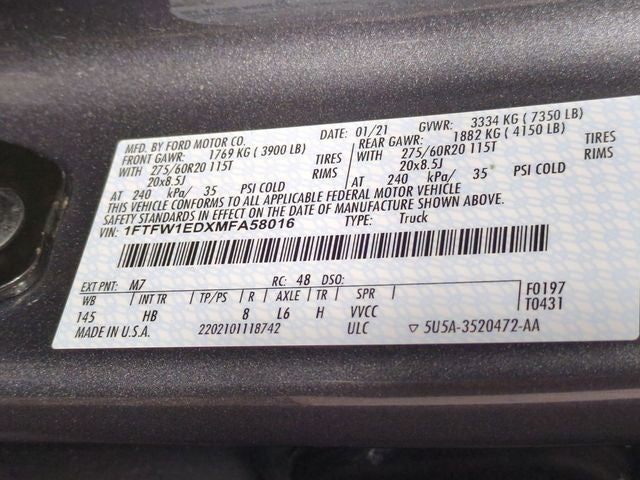 MFD. BY FORD MOTOR CO. DATE: 01/21 GVWR: 3334 KG ( 7350 LB)
FRONT GAWR: 1769 KG ( 3900 LB) REAR GAWR: 1882 KG ( 4150 LB)
WITH 275/60R20 115T TIRES WITH 275/60R20 115T TIRES
20x8.5J RIMS 20x8.5J RIMS
AT 240 kPa/ 35 PSI COLD AT 240 kPa/ 35 PSI COLD
THIS VEHICLE CONFORMS TO ALL APPLICABLE FEDERAL MOTOR VEHICLE
SAFETY STANDARDS IN EFFECT ON THE DATE OF MANUFACTURE SHOWN ABOVE.
VIN: 1FTFW1EDXMFA58016 TYPE: Truck
EXT PNT: M7 RC: 48 DSO: F0197
WB INT TR TP/PS R AXLE TR SPR T0431
145 HB 8 L6 H VVCC
MADE IN U.S.A. 2202101118742 ULC ▽ 5U5A-3520472-AA